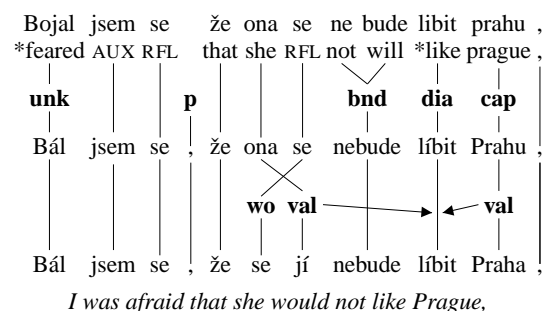 Bojal jsem se že ona se ne bude libit prahu ,
*feared AUX RFL that she RFL not will *like prague ,
unk p bnd dia cap
Bál jsem se , že ona se nebude líbit Prahu ,
wo val val
Bál jsem se , že se jí nebude líbit Praha ,
I was afraid that she would not like Prague,